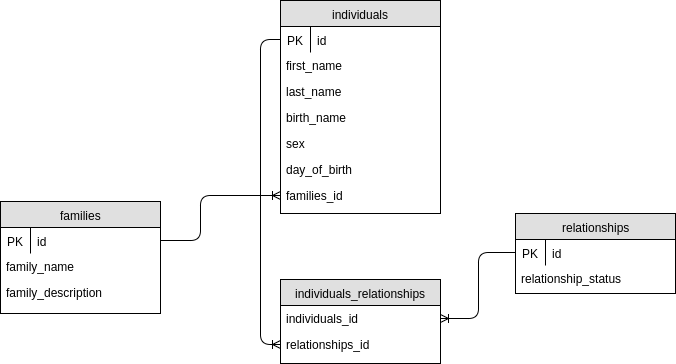 individuals
PK id
first_name
last_name
birth_name
sex
day_of_birth
families_id
families
PK id
family_name
family_description
relationships
PK id
relationship_status
individuals_relationships
individuals_id
relationships_id